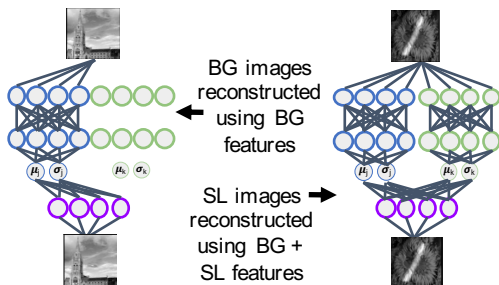 BG images
reconstructed
using BG
features
μj σj
μk σk
SL images
reconstructed
using BG +
SL features
μj σj
μk σk